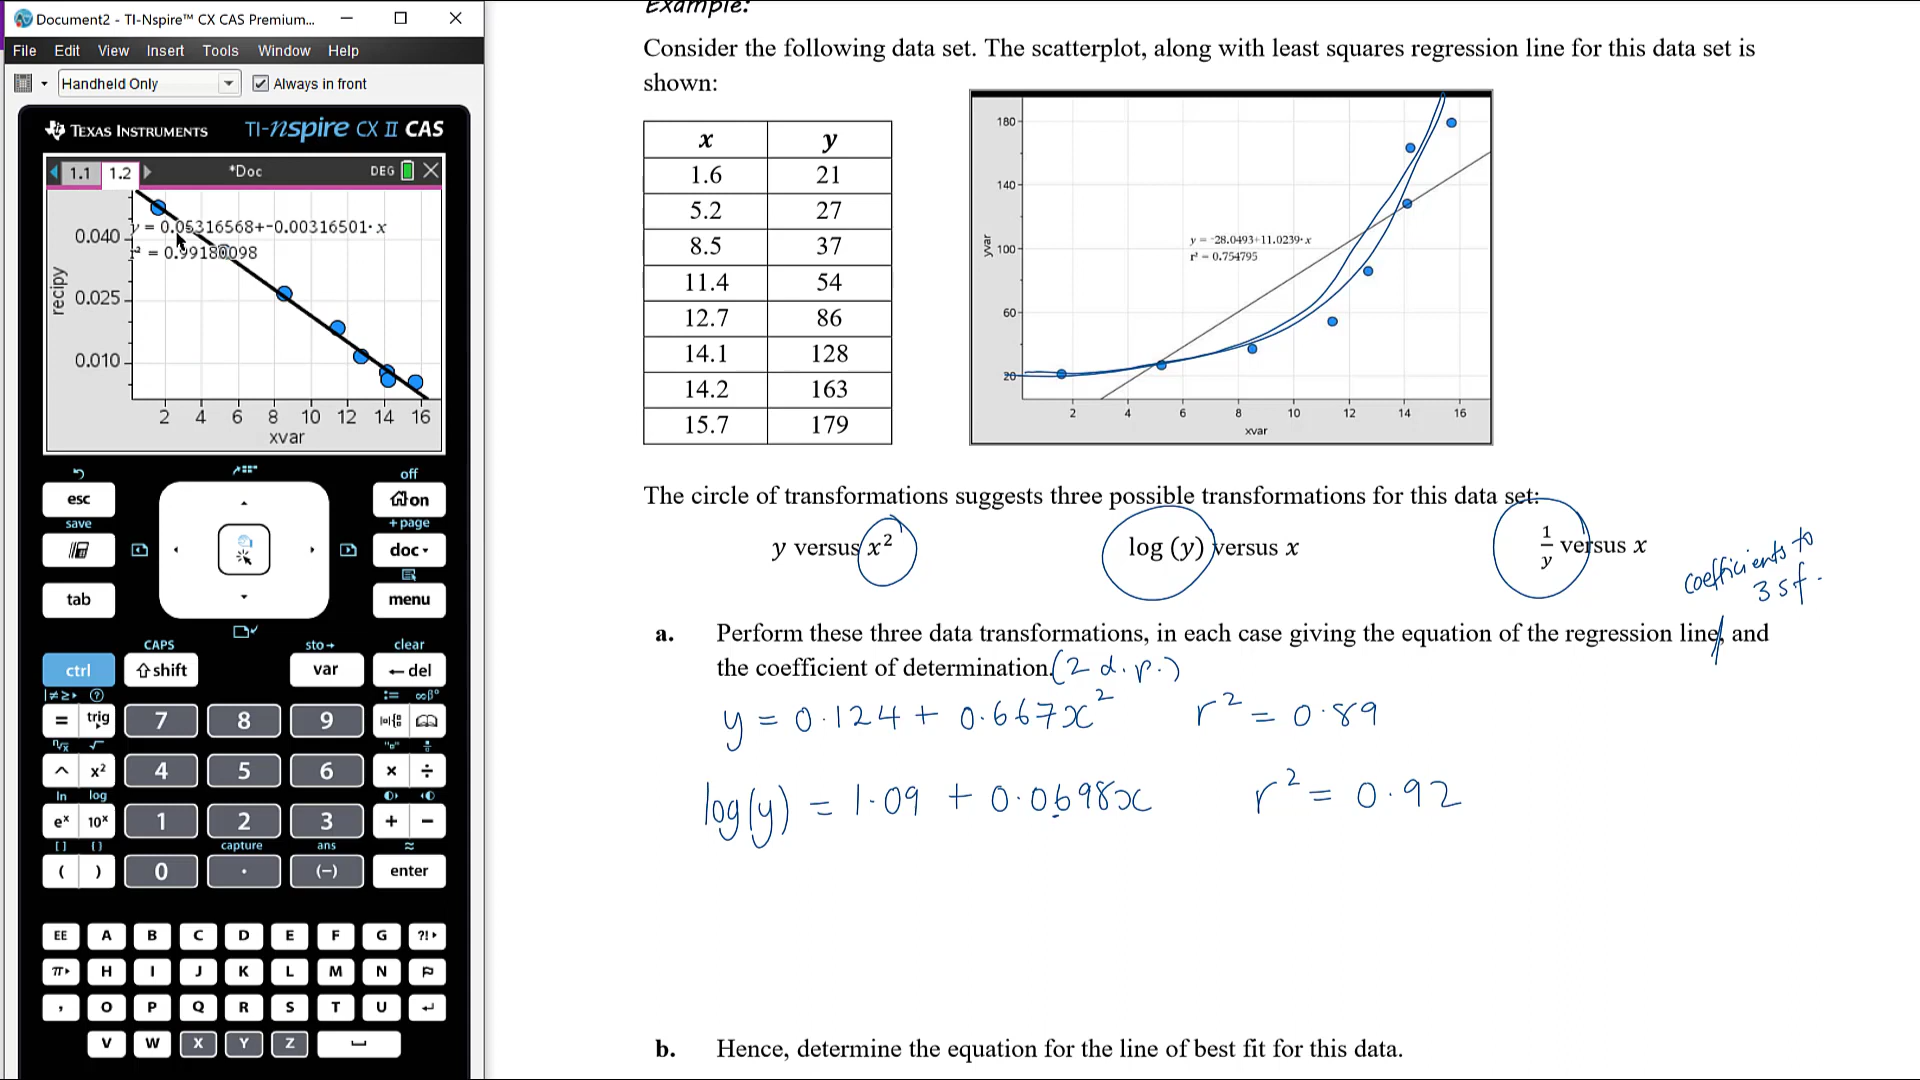 Document2 - TI-Nspire™ CX CAS Premium...
File Edit View Insert Tools Window Help
Handheld Only
Always in front
TEXAS INSTRUMENTS TI-nspire CX II CAS
1.1 1.2 *Doc DEG
y = 0.05316568+-0.00316501·x
r² = 0.99180098
0.040
0.025
0.010
recipy
2 4 6 8 10 12 14 16
xvar
off
esc on
save + page
doc
tab menu
CAPS sto→ clear
ctrl shift var ←del
= trig 7 8 9
^ x² 4 5 6 × ÷
ln log
eˣ 10ˣ 1 2 3 + −
[] {} capture ans ≈
( ) 0 . (−) enter
EE A B C D E F G ?!
π H I J K L M N
, O P Q R S T U
V W X Y Z
Example:
Consider the following data set. The scatterplot, along with least squares regression line for this data set is
shown:
x y
1.6 21
5.2 27
8.5 37
11.4 54
12.7 86
14.1 128
14.2 163
15.7 179
180
140
100
60
20
yvar
y = -28.0493+11.0239·x
r² = 0.754795
2 4 6 8 10 12 14 16
xvar
The circle of transformations suggests three possible transformations for this data set:
y versus x² log (y) versus x 1/y versus x
coefficients to
3 sf.
a. Perform these three data transformations, in each case giving the equation of the regression line, and
the coefficient of determination. (2 d.p.)
y = 0.124 + 0.667x² r² = 0.89
log(y) = 1.09 + 0.0698x r² = 0.92
b. Hence, determine the equation for the line of best fit for this data.